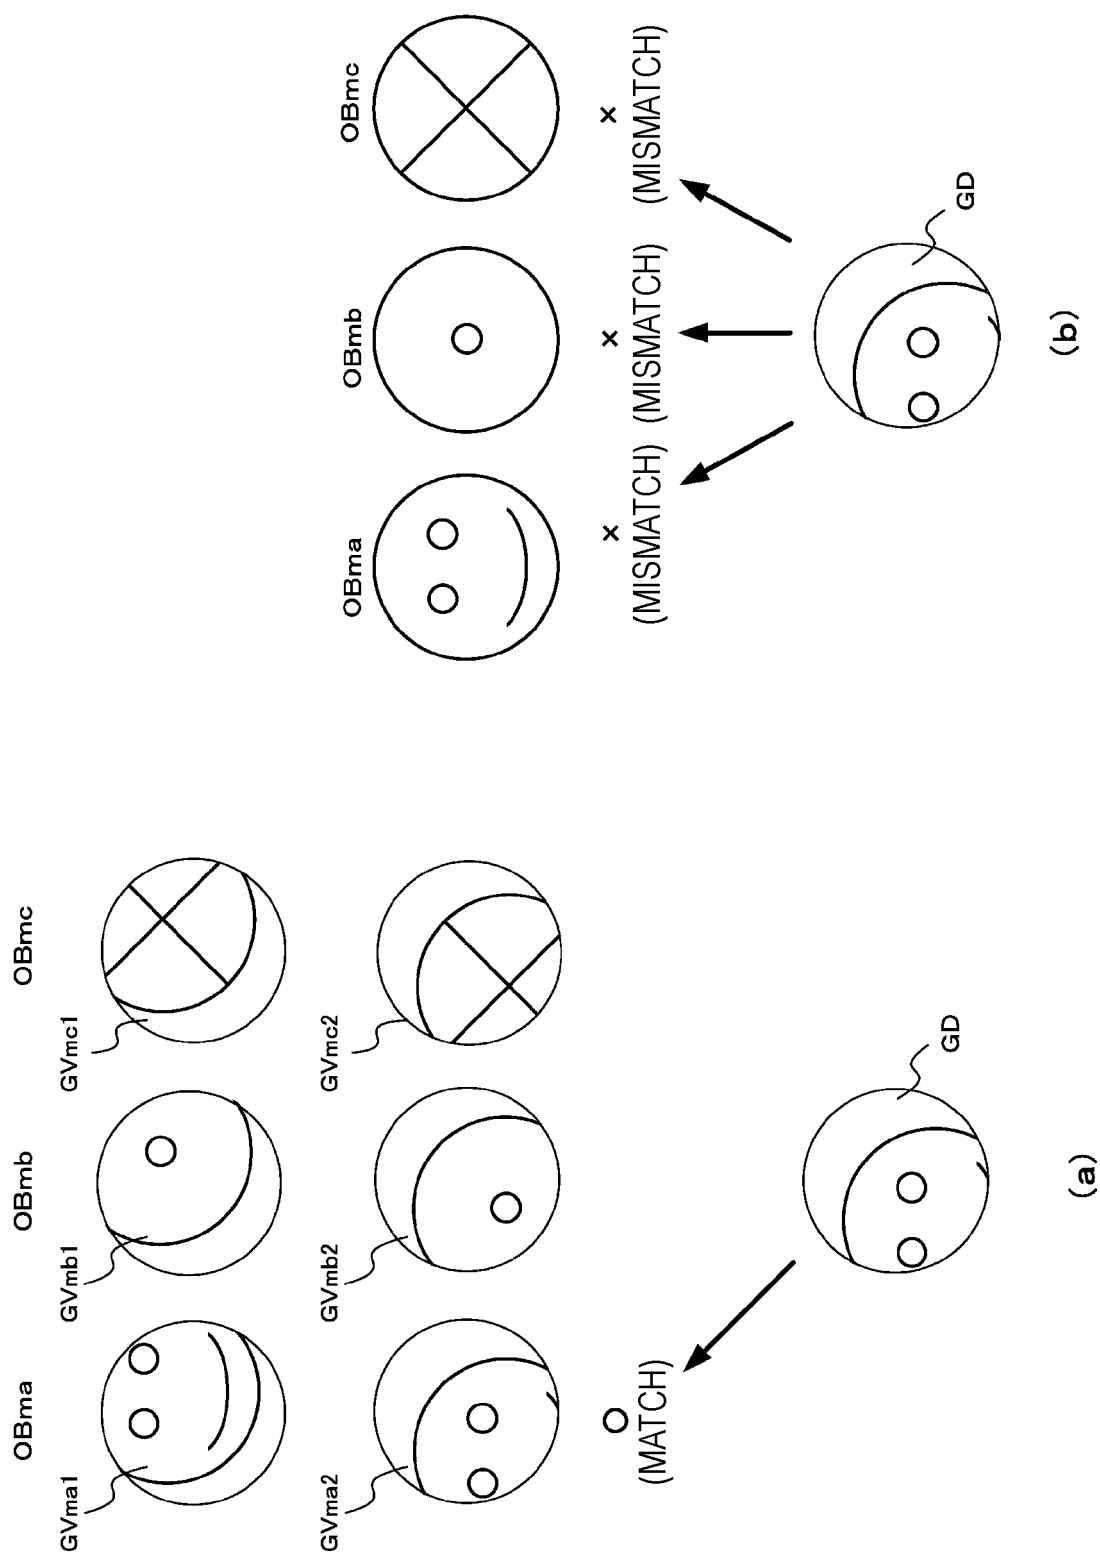 OBma OBmb OBmc
GVma1 GVmb1 GVmc1
GVma2 GVmb2 GVmc2
(MATCH)
GD
(a)
OBma OBmb OBmc
× × ×
(MISMATCH) (MISMATCH) (MISMATCH)
GD
(b)